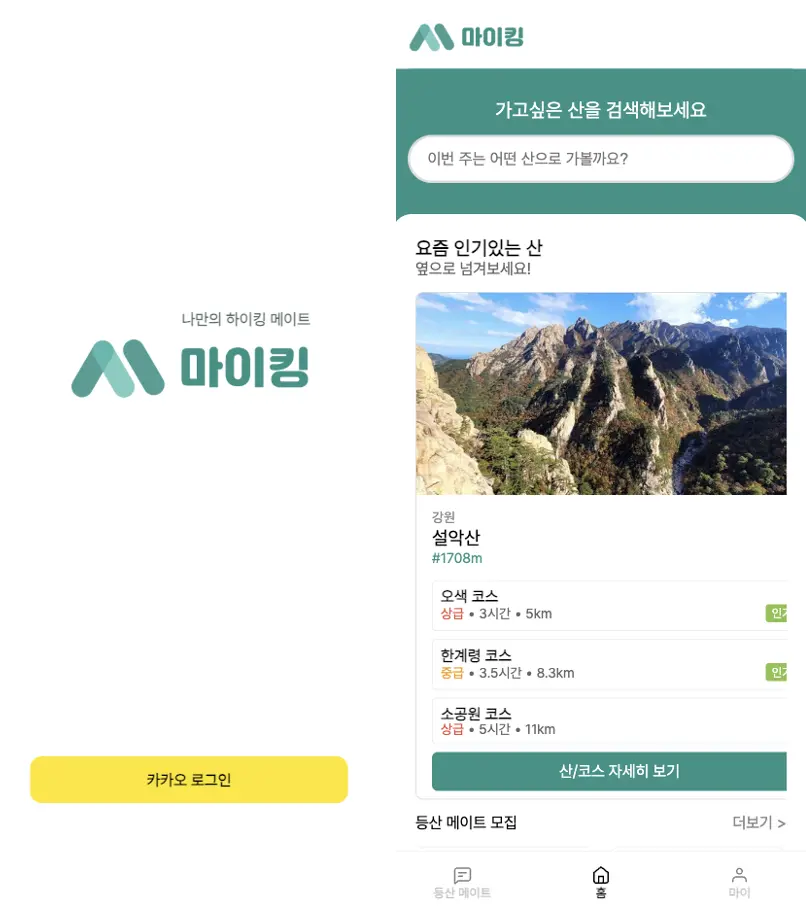 나만의 하이킹 메이트
마이킹
카카오 로그인
마이킹
가고싶은 산을 검색해보세요
이번 주는 어떤 산으로 가볼까요?
요즘 인기있는 산
옆으로 넘겨보세요!
강원
설악산
#1708m
오색 코스
상급 • 3시간 • 5km
한계령 코스
중급 • 3.5시간 • 8.3km
소공원 코스
상급 • 5시간 • 11km
산/코스 자세히 보기
등산 메이트 모집
더보기 >
등산 메이트
홈
마이